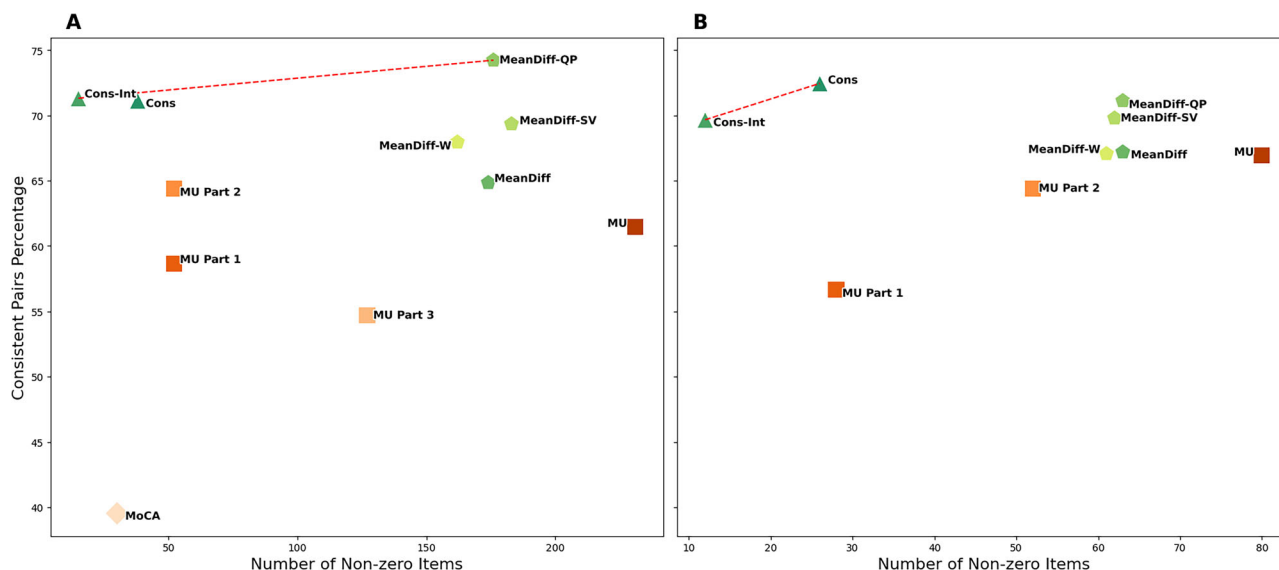 A
B
75
70
65
60
55
50
45
40
Consistent Pairs Percentage
MeanDiff-QP
Cons-Int
Cons
MeanDiff-SV
MeanDiff-W
MeanDiff
MU Part 2
MU
MU Part 1
MU Part 3
MoCA
50
100
150
200
Number of Non-zero Items
Cons
MeanDiff-QP
MeanDiff-SV
Cons-Int
MeanDiff-W
MeanDiff
MU
MU Part 2
MU Part 1
10
20
30
40
50
60
70
80
Number of Non-zero Items